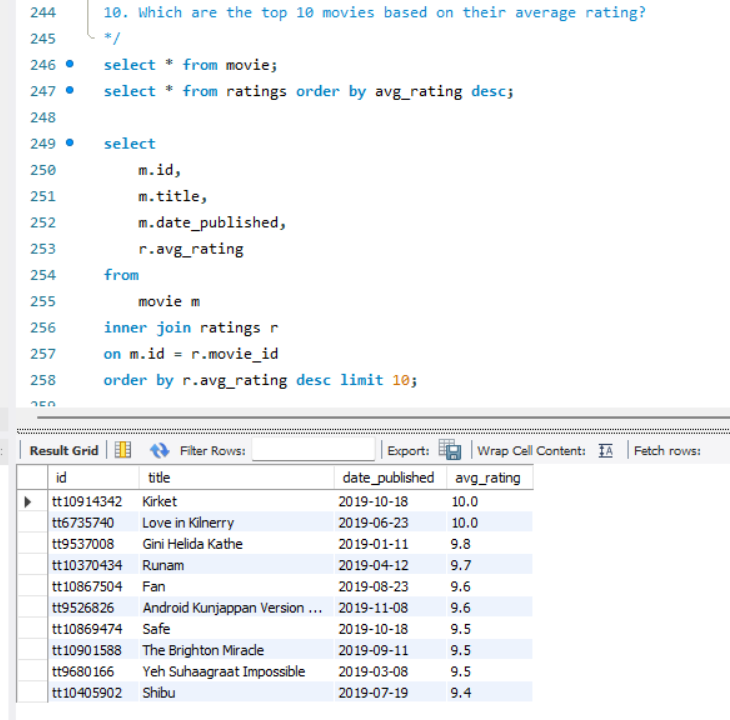 244 10. Which are the top 10 movies based on their average rating?
245 */
246 select * from movie;
247 select * from ratings order by avg_rating desc;
248
249 select
250 m.id,
251 m.title,
252 m.date_published,
253 r.avg_rating
254 from
255 movie m
256 inner join ratings r
257 on m.id = r.movie_id
258 order by r.avg_rating desc limit 10;
259
Result Grid Filter Rows: Export: Wrap Cell Content: IA Fetch rows:
id title date_published avg_rating
tt10914342 Kirket 2019-10-18 10.0
tt6735740 Love in Kilnerry 2019-06-23 10.0
tt9537008 Gini Helida Kathe 2019-01-11 9.8
tt10370434 Runam 2019-04-12 9.7
tt10867504 Fan 2019-08-23 9.6
tt9526826 Android Kunjappan Version ... 2019-11-08 9.6
tt10869474 Safe 2019-10-18 9.5
tt10901588 The Brighton Miracle 2019-09-11 9.5
tt9680166 Yeh Suhaagraat Impossible 2019-03-08 9.5
tt10405902 Shibu 2019-07-19 9.4